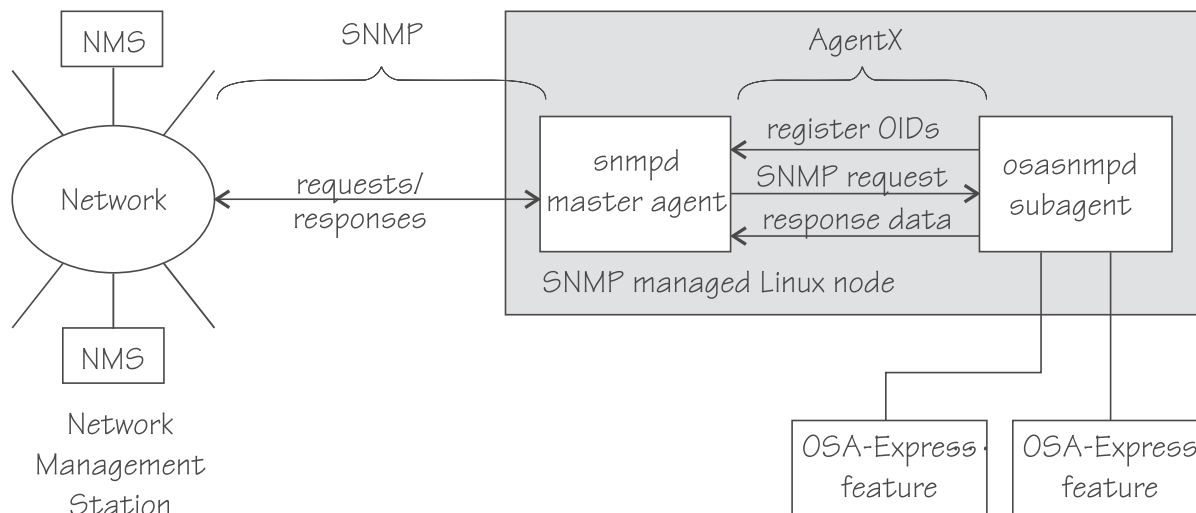 NMS
SNMP
AgentX
Network
requests/
responses
snmpd
master agent
register OIDs
SNMP request
response data
osasnmpd
subagent
SNMP managed Linux node
NMS
Network
Management
Station
OSA-Express
feature
OSA-Express
feature